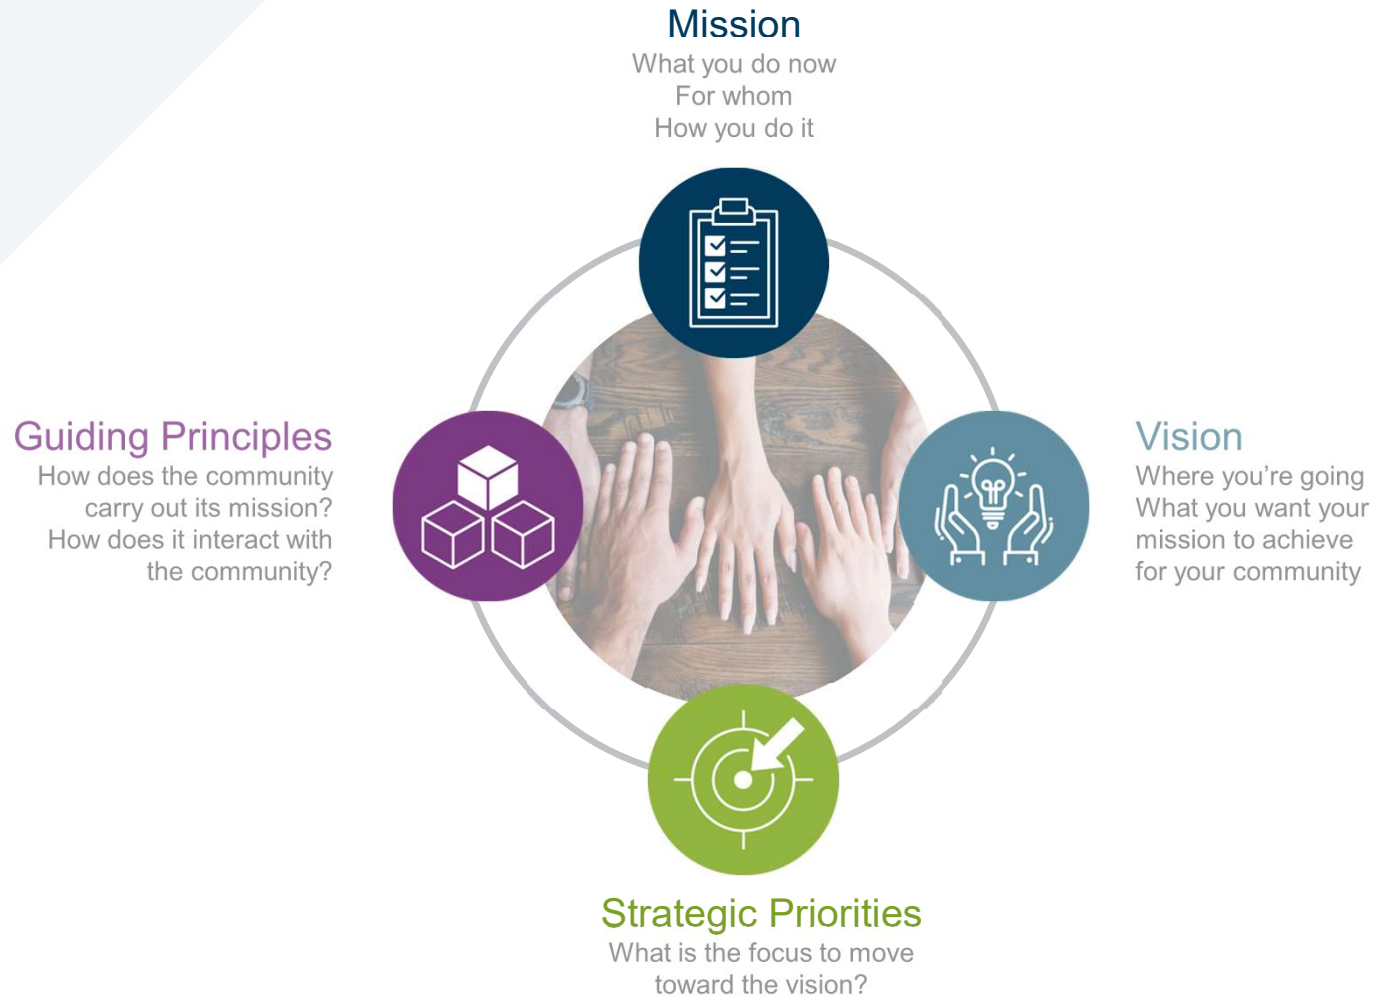 Mission
What you do now
For whom
How you do it
Guiding Principles
How does the community
carry out its mission?
How does it interact with
the community?
Vision
Where you’re going
What you want your
mission to achieve
for your community
Strategic Priorities
What is the focus to move
toward the vision?